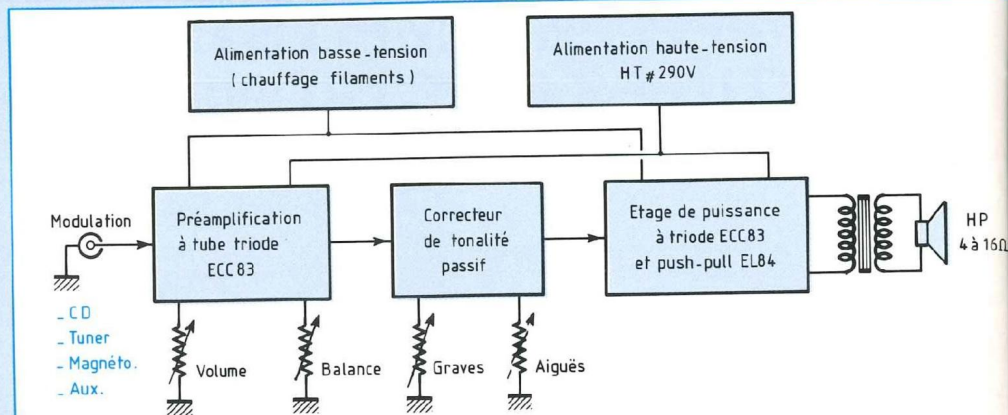 Alimentation basse-tension
( chauffage filaments )
Alimentation haute-tension
HT # 290V
Modulation
Préamplification
à tube triode
ECC83
Correcteur
de tonalité
passif
Etage de puissance
à triode ECC83
et push-pull EL84
HP
4 à 16Ω
_ CD
_ Tuner
_ Magnéto.
_ Aux.
Volume
Balance
Graves
Aiguës